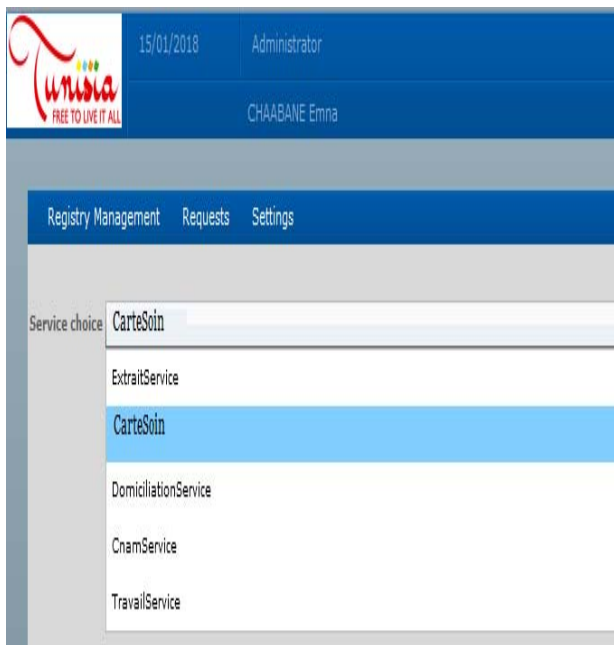 Tunisia
FREE TO LIVE IT ALL
15/01/2018 Administrator
CHAABANE Emna
Registry Management Requests Settings
Service choice CarteSoin
ExtraitService
CarteSoin
DomiciliationService
CnamService
TravailService